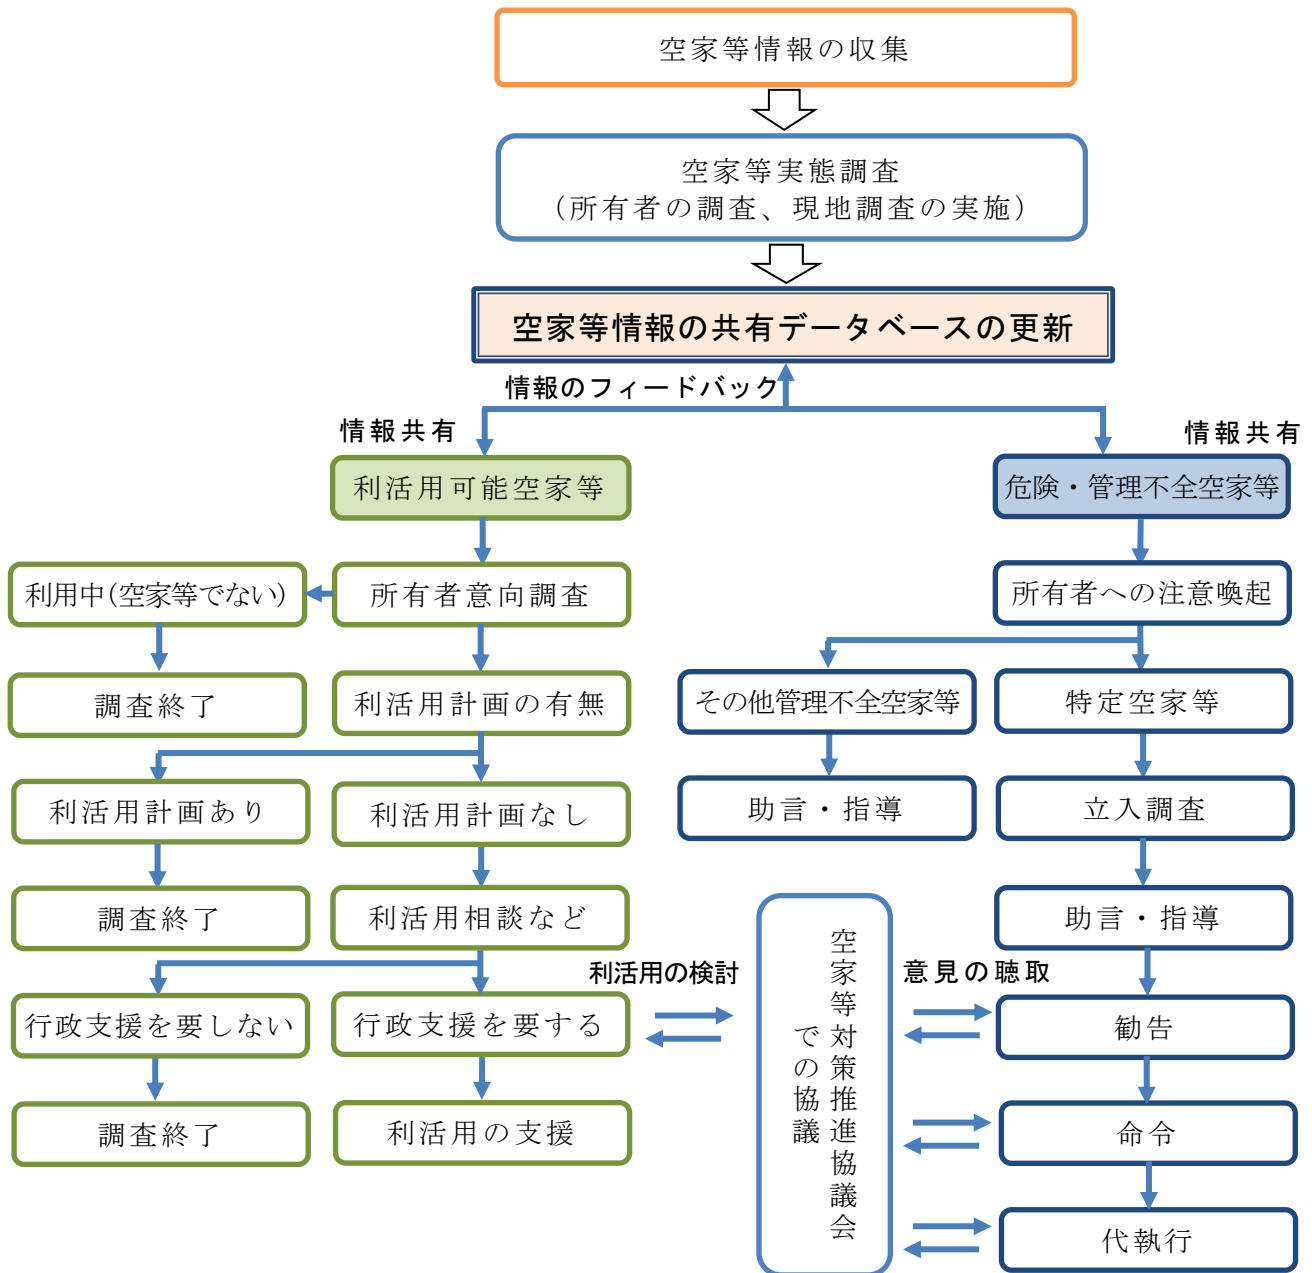 空家等情報の収集
空家等実態調査
（所有者の調査、現地調査の実施）
空家等情報の共有データベースの更新
情報のフィードバック
情報共有
情報共有
利活用可能空家等
危険・管理不全空家等
利用中(空家等でない)
所有者意向調査
所有者への注意喚起
調査終了
利活用計画の有無
その他管理不全空家等
特定空家等
利活用計画あり
利活用計画なし
助言・指導
立入調査
調査終了
利活用相談など
助言・指導
利活用の検討
空家等対策推進協議会
での協議
意見の聴取
行政支援を要しない
行政支援を要する
勧告
調査終了
利活用の支援
命令
代執行